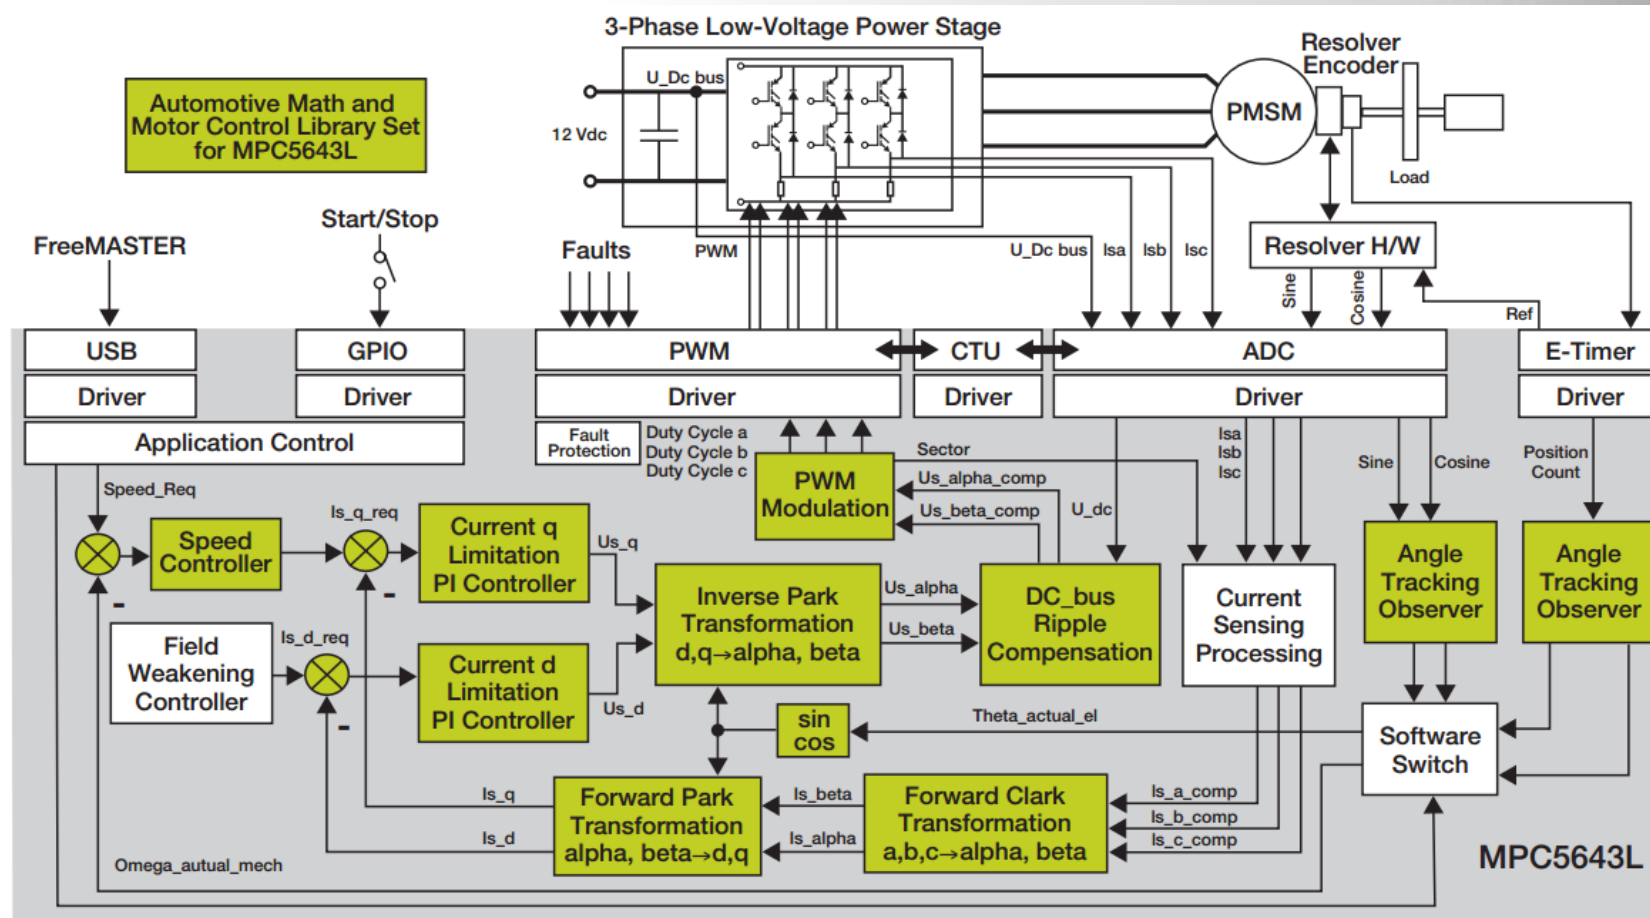 3-Phase Low-Voltage Power Stage
Automotive Math and
Motor Control Library Set
for MPC5643L
U_Dc bus
12 Vdc
PMSM
Resolver
Encoder
Load
FreeMASTER
Start/Stop
Faults
PWM
U_Dc bus
Isa
Isb
Isc
Resolver H/W
Sine
Cosine
Ref
USB
GPIO
PWM
CTU
ADC
E-Timer
Driver
Driver
Driver
Driver
Driver
Driver
Application Control
Fault
Protection
Duty Cycle a
Duty Cycle b
Duty Cycle c
Speed_Req
PWM
Modulation
Sector
Us_alpha_comp
Us_beta_comp
U_dc
Isa
Isb
Isc
Sine
Cosine
Position
Count
Speed
Controller
Is_q_req
Current q
Limitation
PI Controller
Us_q
-
-
Inverse Park
Transformation
d,q→alpha, beta
Us_alpha
Us_beta
DC_bus
Ripple
Compensation
Current
Sensing
Processing
Angle
Tracking
Observer
Angle
Tracking
Observer
Field
Weakening
Controller
Is_d_req
-
Current d
Limitation
PI Controller
Us_d
sin
cos
Theta_actual_el
Software
Switch
Is_q
Is_d
Forward Park
Transformation
alpha, beta→d,q
Is_beta
Is_alpha
Forward Clark
Transformation
a,b,c→alpha, beta
Is_a_comp
Is_b_comp
Is_c_comp
Omega_autual_mech
MPC5643L